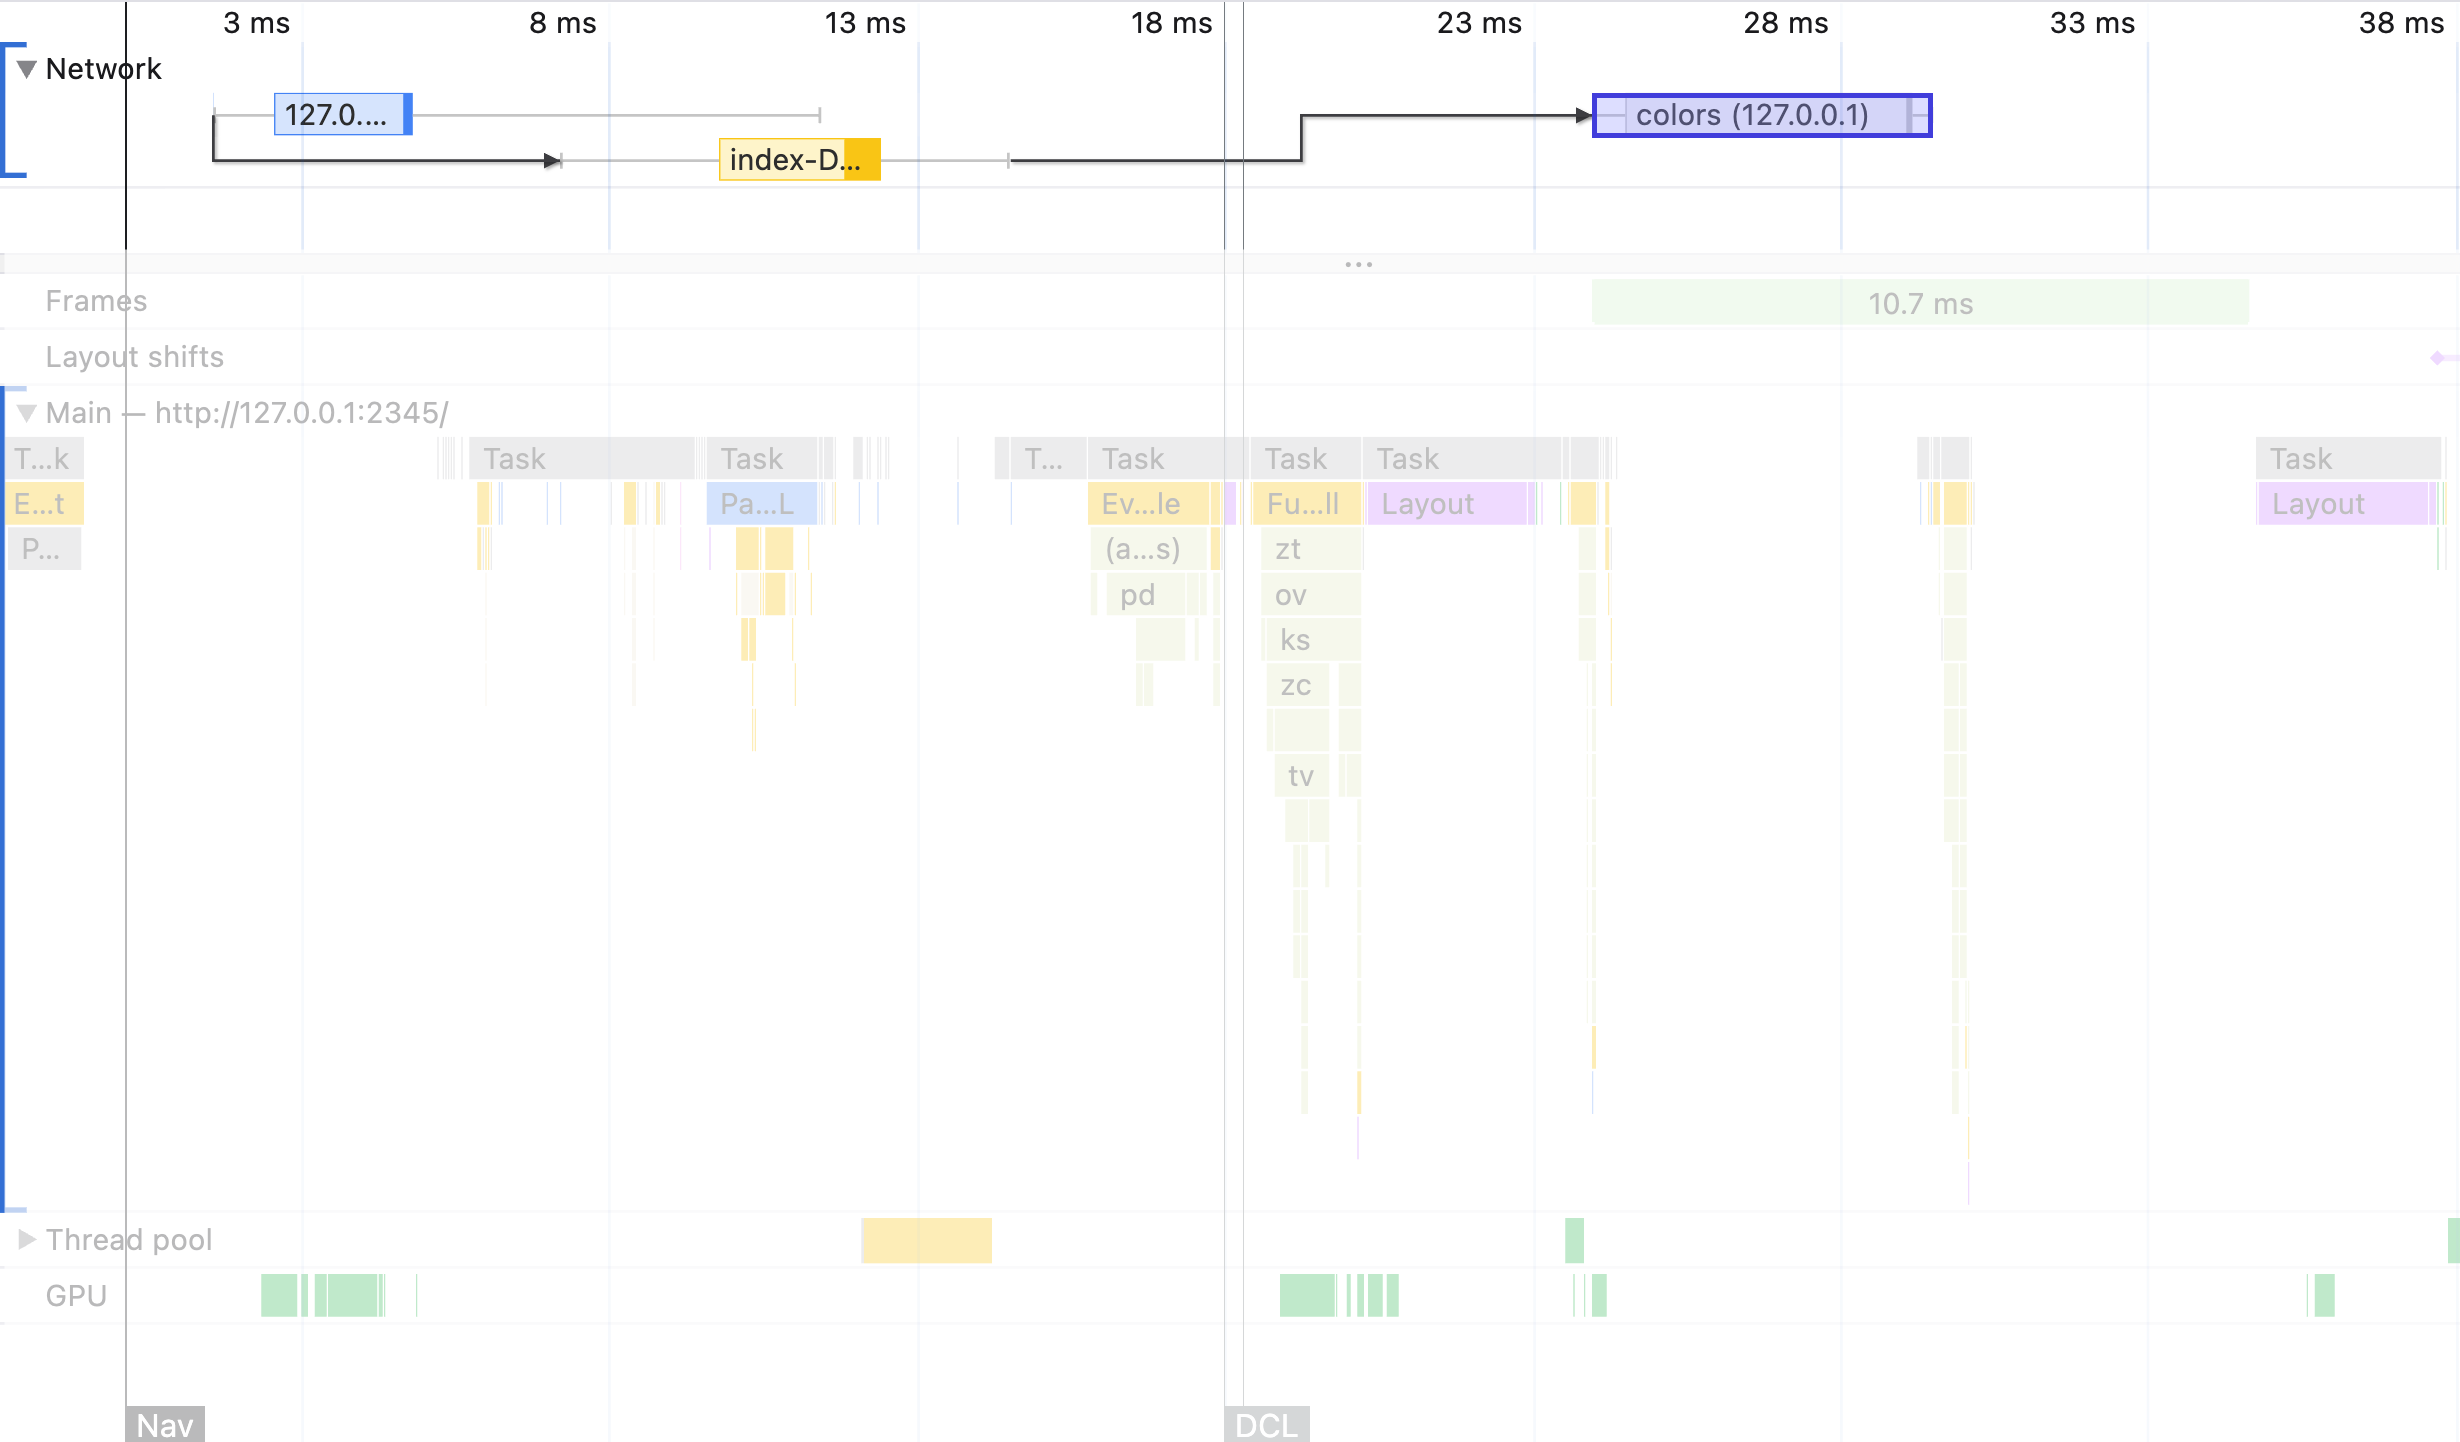 3 ms 8 ms 13 ms 18 ms 23 ms 28 ms 33 ms 38 ms
Network
127.0.… colors (127.0.0.1)
index-D…
…
Frames 10.7 ms
Layout shifts
Main — http://127.0.0.1:2345/
T…k Task Task T… Task Task Task Task
E…t Pa…L Ev…le Fu…ll Layout Layout
P… (a…s) zt
pd ov
ks
zc
tv
Thread pool
GPU
Nav DCL